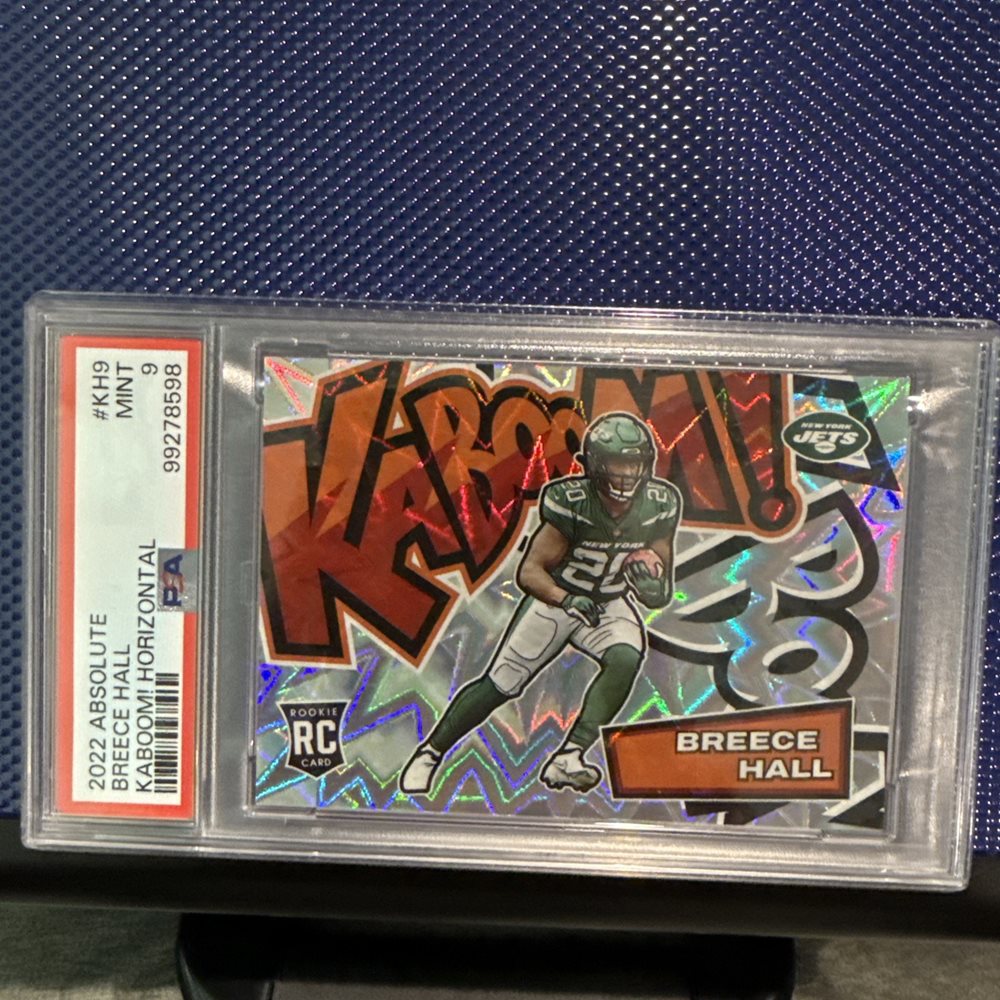 2022 ABSOLUTE #KH9
BREECE HALL MINT
KABOOM! HORIZONTAL 9
99278598
PSA
KABOOM!
NEW YORK
JETS
20 20
NEW YORK
20
ROOKIE
RC
CARD
BREECE
HALL